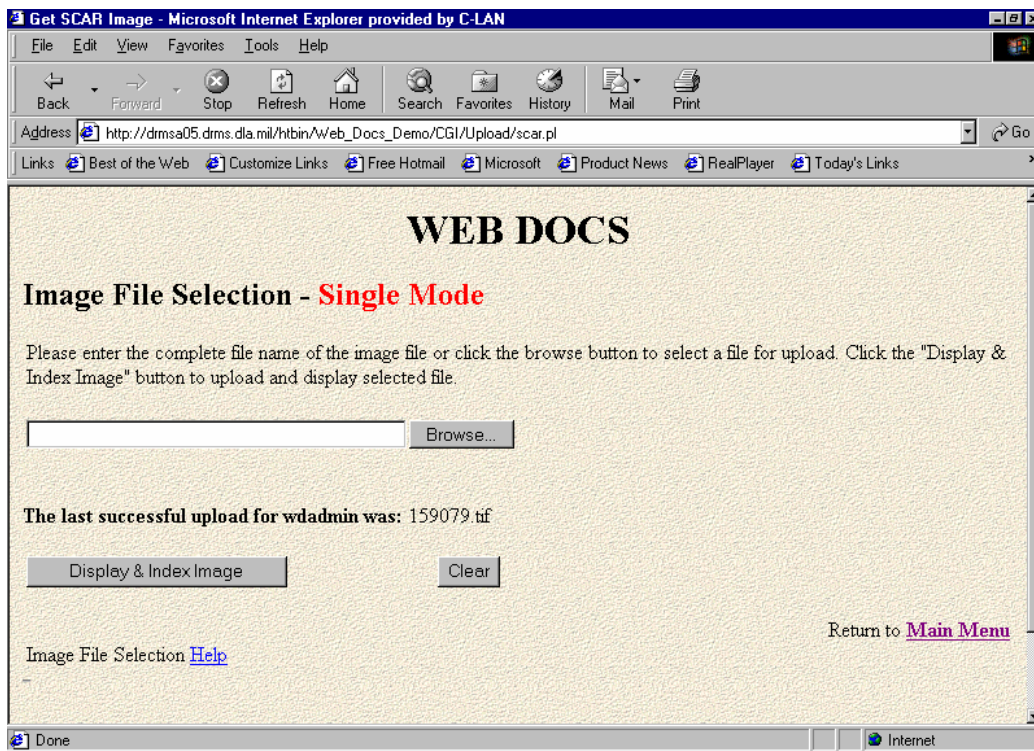 Get SCAR Image - Microsoft Internet Explorer provided by C-LAN
File Edit View Favorites Tools Help
Back Forward Stop Refresh Home Search Favorites History Mail Print
Address http://drmsa05.drms.dla.mil/htbin/Web_Docs_Demo/CGI/Upload/scar.pl Go
Links Best of the Web Customize Links Free Hotmail Microsoft Product News RealPlayer Today's Links
WEB DOCS
Image File Selection - Single Mode
Please enter the complete file name of the image file or click the browse button to select a file for upload. Click the "Display &
Index Image" button to upload and display selected file.
Browse...
The last successful upload for wdadmin was: 159079.tif
Display & Index Image Clear
Return to Main Menu
Image File Selection Help
Done Internet